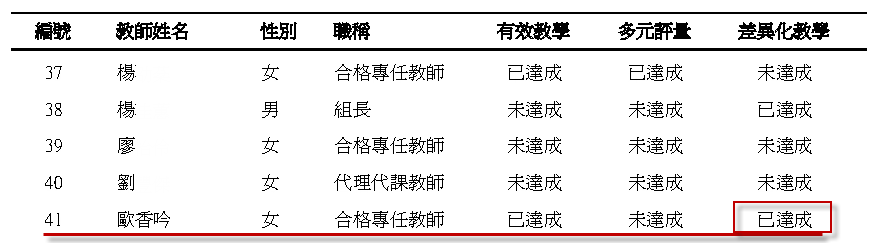 編號 教師姓名 性別 職稱 有效教學 多元評量 差異化教學
37 楊 女 合格專任教師 已達成 已達成 未達成
38 楊 男 組長 未達成 未達成 已達成
39 廖 女 合格專任教師 未達成 未達成 未達成
40 劉 女 代理代課教師 未達成 未達成 未達成
41 歐香吟 女 合格專任教師 已達成 未達成 已達成